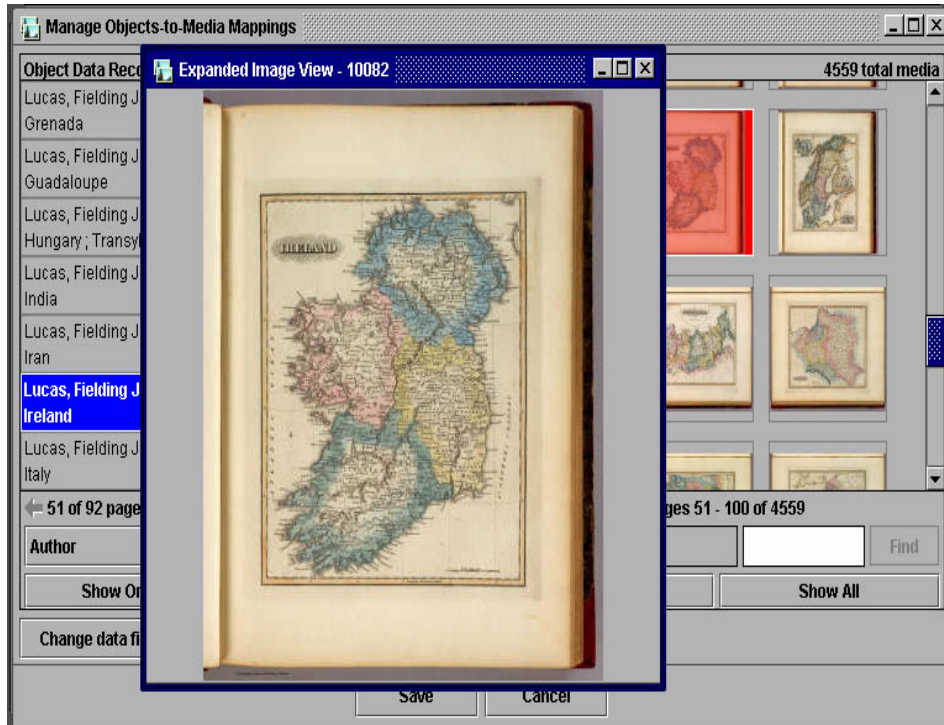 Manage Objects-to-Media Mappings
Expanded Image View - 10082
Object Data Reco
4559 total media
Lucas, Fielding J
Grenada
Lucas, Fielding J
Guadaloupe
Lucas, Fielding J
Hungary ; Transyl
Lucas, Fielding J
India
Lucas, Fielding J
Iran
Lucas, Fielding J
Ireland
Lucas, Fielding J
Italy
IRELAND
51 of 92 page
ges 51 - 100 of 4559
Author
Find
Show On
Show All
Change data fi
Save
Cancel